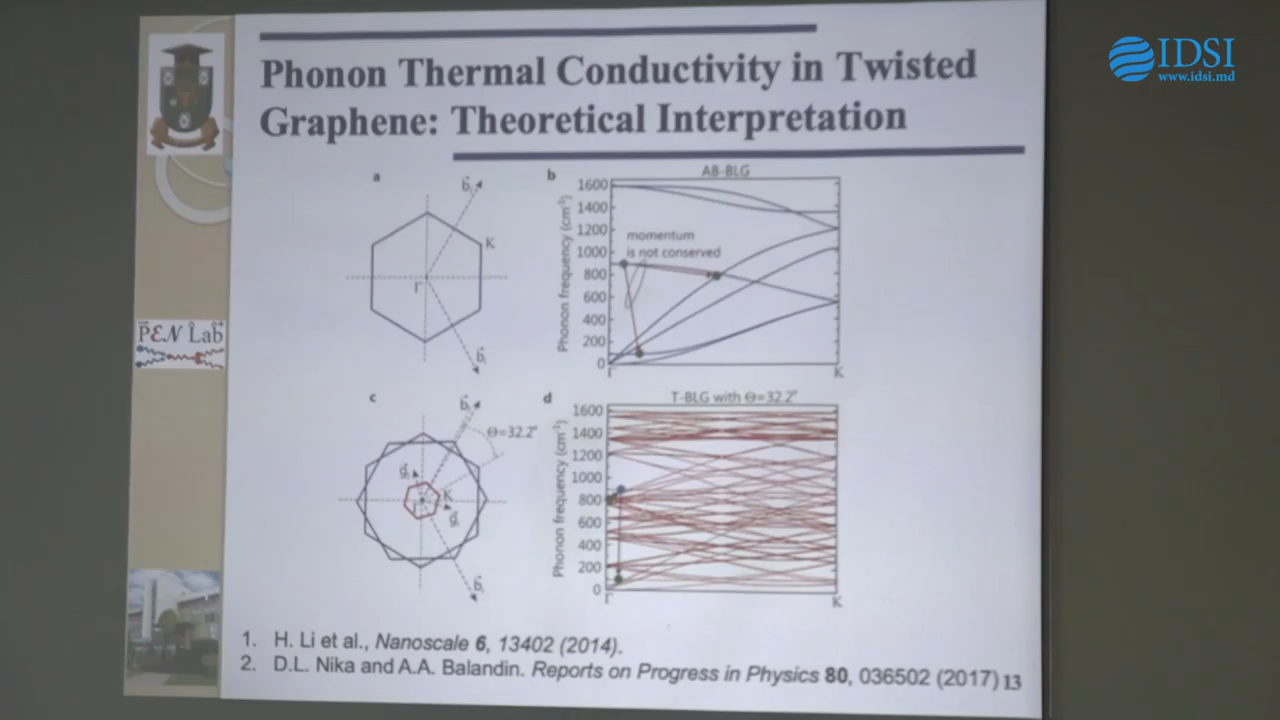 IDSI
www.idsi.md
Phonon Thermal Conductivity in Twisted
Graphene: Theoretical Interpretation
PEN Lab
a
K
Γ
b
AB-BLG
Phonon frequency (cm⁻¹)
1600
1400
1200
1000
800
600
400
200
0
momentum
is not conserved
Γ
K
c
Θ=32.2°
K
d
T-BLG with Θ=32.2°
Phonon frequency (cm⁻¹)
1600
1400
1200
1000
800
600
400
200
0
Γ
K
1. H. Li et al., Nanoscale 6, 13402 (2014).
2. D.L. Nika and A.A. Balandin. Reports on Progress in Physics 80, 036502 (2017)
13